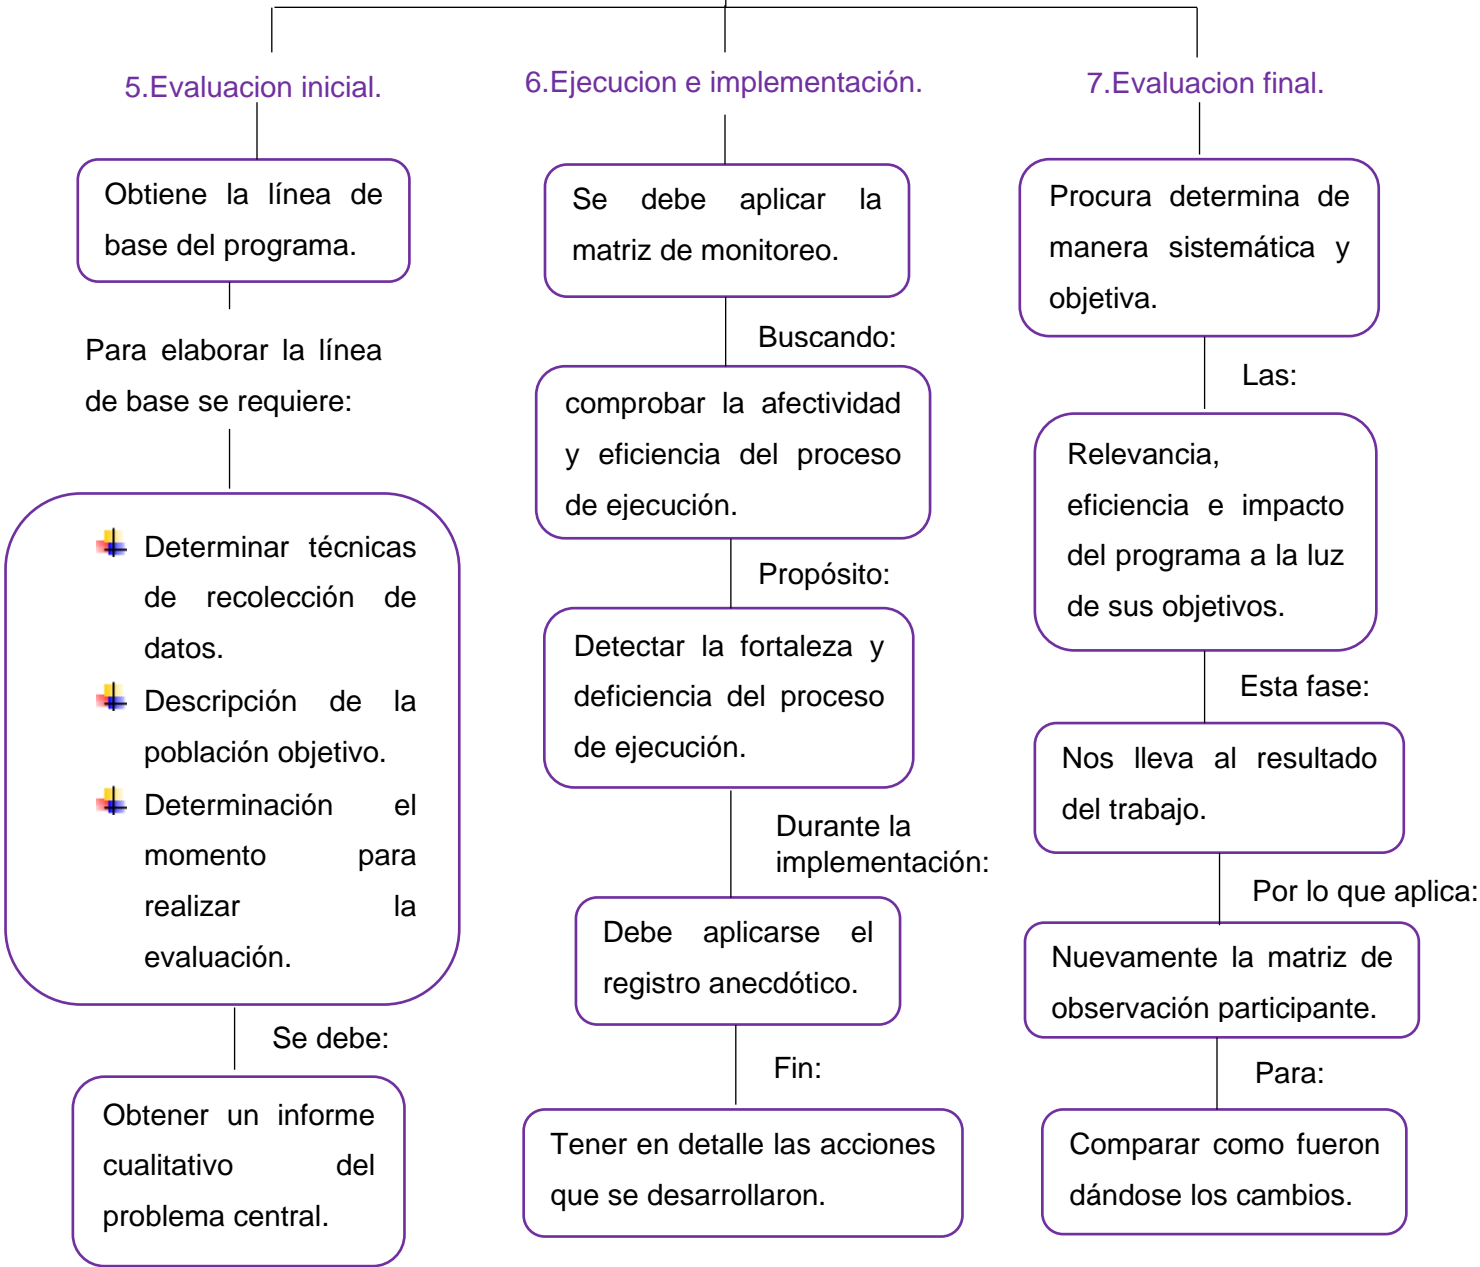 5.Evaluacion inicial.
Obtiene la línea de
base del programa.
Para elaborar la línea
de base se requiere:
Determinar técnicas
de recolección de
datos.
Descripción de la
población objetivo.
Determinación el
momento para
realizar la
evaluación.
Se debe:
Obtener un informe
cualitativo del
problema central.
6.Ejecucion e implementación.
Se debe aplicar la
matriz de monitoreo.
Buscando:
comprobar la afectividad
y eficiencia del proceso
de ejecución.
Propósito:
Detectar la fortaleza y
deficiencia del proceso
de ejecución.
Durante la
implementación:
Debe aplicarse el
registro anecdótico.
Fin:
Tener en detalle las acciones
que se desarrollaron.
7.Evaluacion final.
Procura determina de
manera sistemática y
objetiva.
Las:
Relevancia,
eficiencia e impacto
del programa a la luz
de sus objetivos.
Esta fase:
Nos lleva al resultado
del trabajo.
Por lo que aplica:
Nuevamente la matriz de
observación participante.
Para:
Comparar como fueron
dándose los cambios.